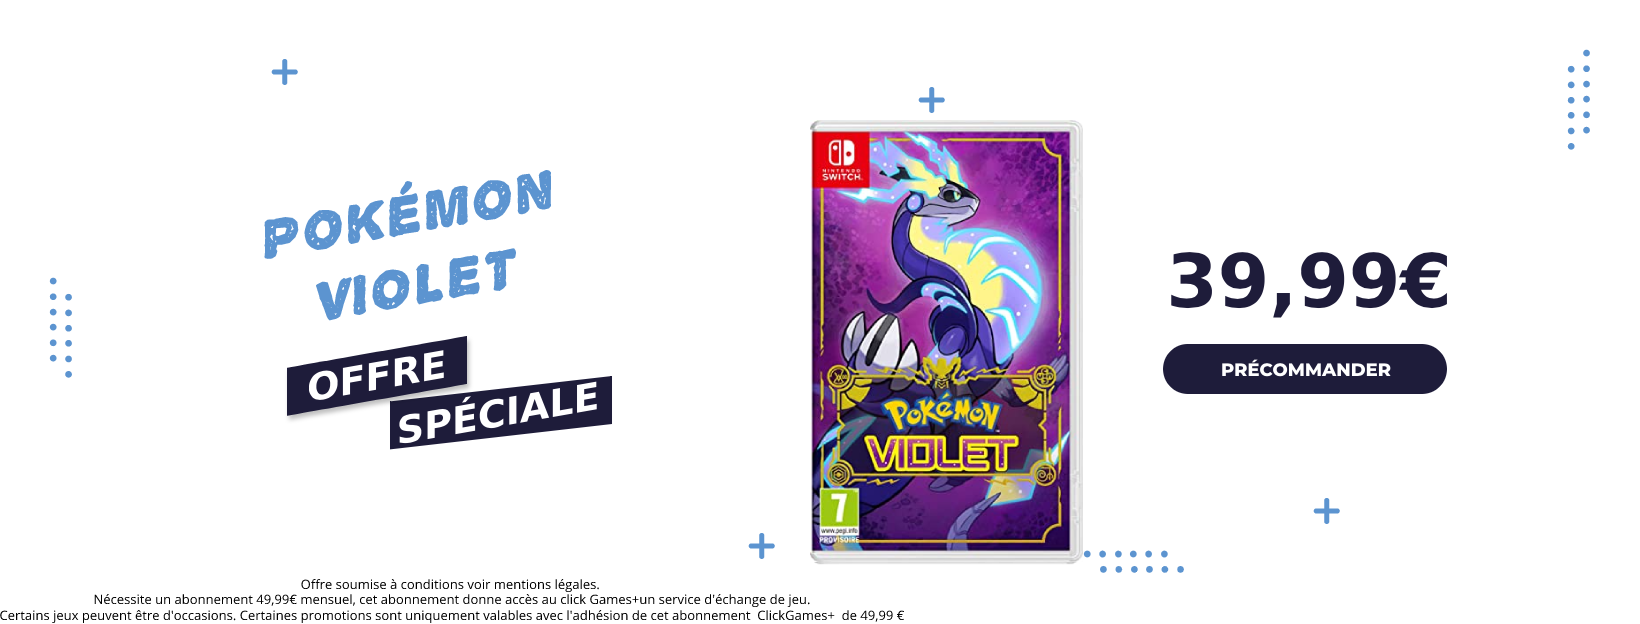 POKÉMON
VIOLET
OFFRE
SPÉCIALE
NINTENDO
SWITCH
POKÉMON
VIOLET
7
www.pegi.info
PROVISOIRE
39,99€
PRÉCOMMANDER
Offre soumise à conditions voir mentions légales.
Nécessite un abonnement 49,99€ mensuel, cet abonnement donne accès au click Games+un service d'échange de jeu.
Certains jeux peuvent être d'occasions. Certaines promotions sont uniquement valables avec l'adhésion de cet abonnement  ClickGames+  de 49,99 €